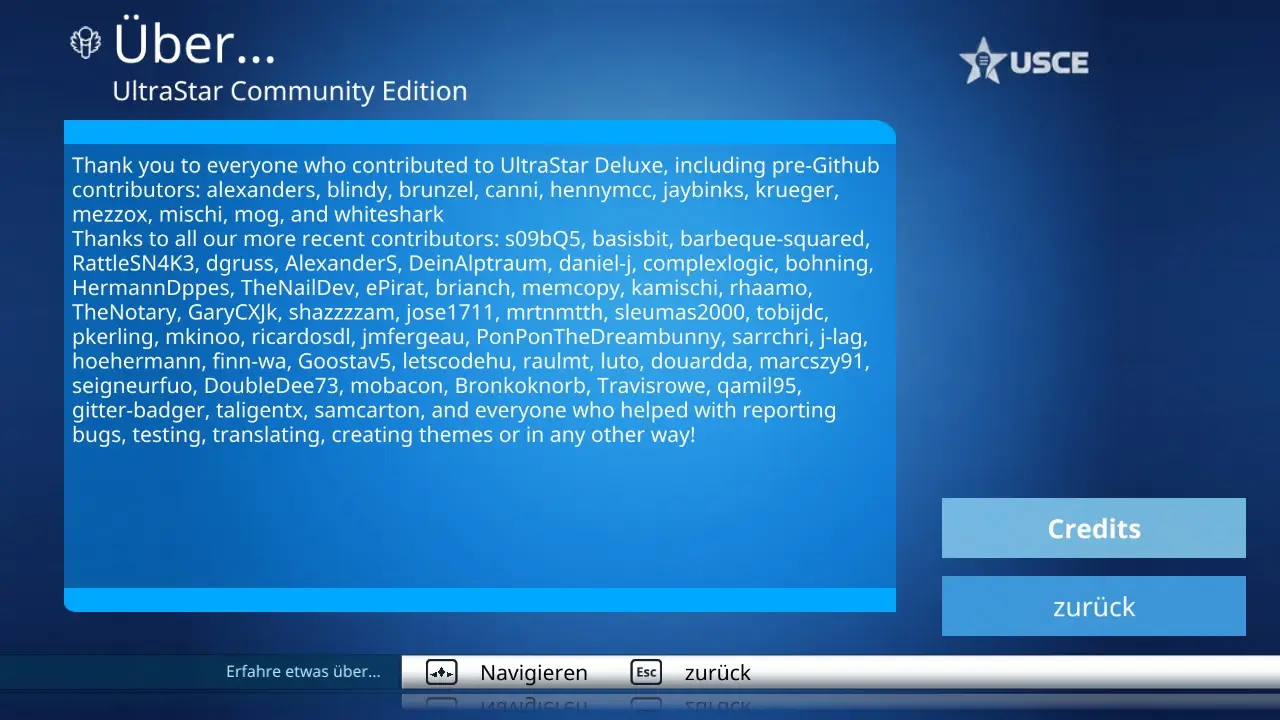 Über...
UltraStar Community Edition
USCE
Thank you to everyone who contributed to UltraStar Deluxe, including pre-Github
contributors: alexanders, blindy, brunzel, canni, hennymcc, jaybinks, krueger,
mezzox, mischi, mog, and whiteshark
Thanks to all our more recent contributors: s09bQ5, basisbit, barbeque-squared,
RattleSN4K3, dgruss, AlexanderS, DeinAlptraum, daniel-j, complexlogic, bohning,
HermannDppes, TheNailDev, ePirat, brianch, memcopy, kamischi, rhaamo,
TheNotary, GaryCXJk, shazzzzam, jose1711, mrtnmtth, sleumas2000, tobijdc,
pkerling, mkinoo, ricardosdl, jmfergeau, PonPonTheDreambunny, sarrchri, j-lag,
hoehermann, finn-wa, Goostav5, letscodehu, raulmt, luto, douardda, marcszy91,
seigneurfuo, DoubleDee73, mobacon, Bronkoknorb, Travisrowe, qamil95,
gitter-badger, taligentx, samcarton, and everyone who helped with reporting
bugs, testing, translating, creating themes or in any other way!
Credits
zurück
Erfahre etwas über...
Navigieren
Esc
zurück